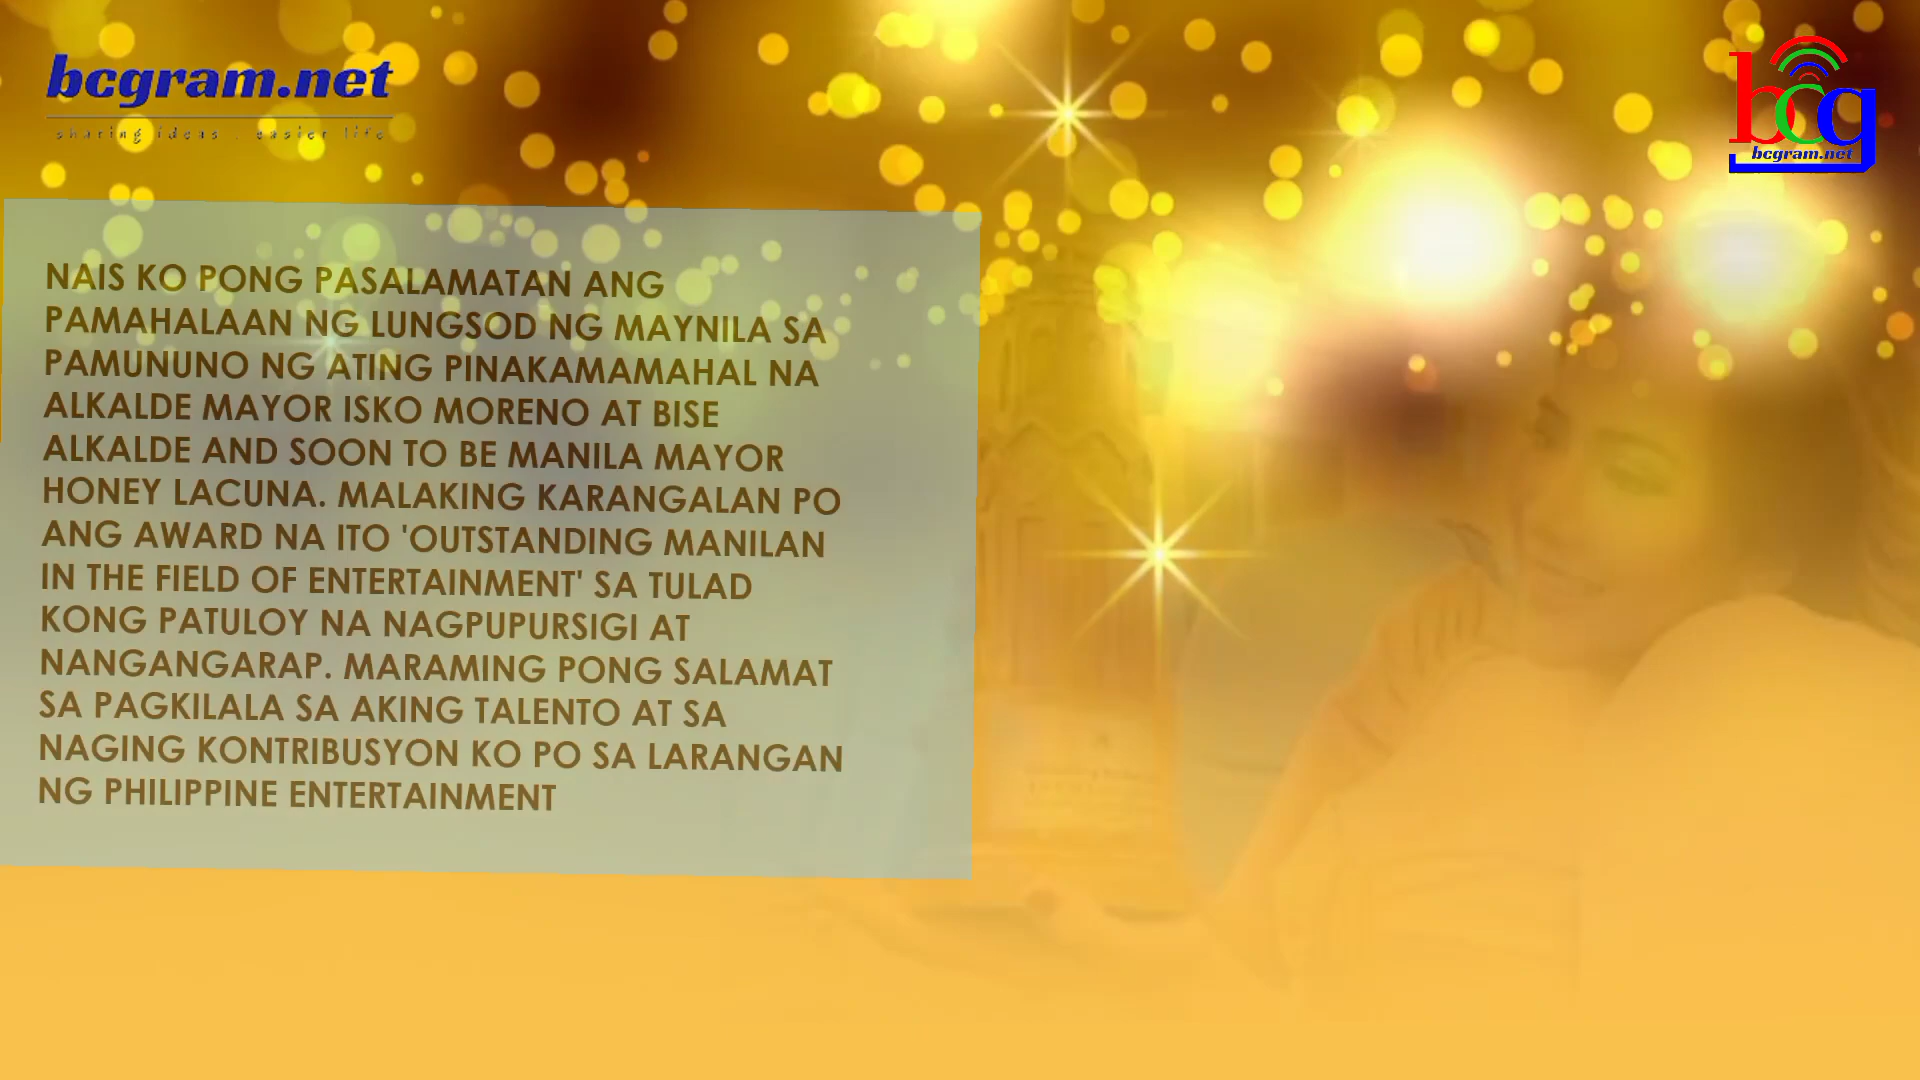 bcgram.net
sharing ideas . easier life
bcg
bcgram.net
NAIS KO PONG PASALAMATAN ANG
PAMAHALAAN NG LUNGSOD NG MAYNILA SA
PAMUNUNO NG ATING PINAKAMAMAHAL NA
ALKALDE MAYOR ISKO MORENO AT BISE
ALKALDE AND SOON TO BE MANILA MAYOR
HONEY LACUNA. MALAKING KARANGALAN PO
ANG AWARD NA ITO 'OUTSTANDING MANILAN
IN THE FIELD OF ENTERTAINMENT' SA TULAD
KONG PATULOY NA NAGPUPURSIGI AT
NANGANGARAP. MARAMING PONG SALAMAT
SA PAGKILALA SA AKING TALENTO AT SA
NAGING KONTRIBUSYON KO PO SA LARANGAN
NG PHILIPPINE ENTERTAINMENT